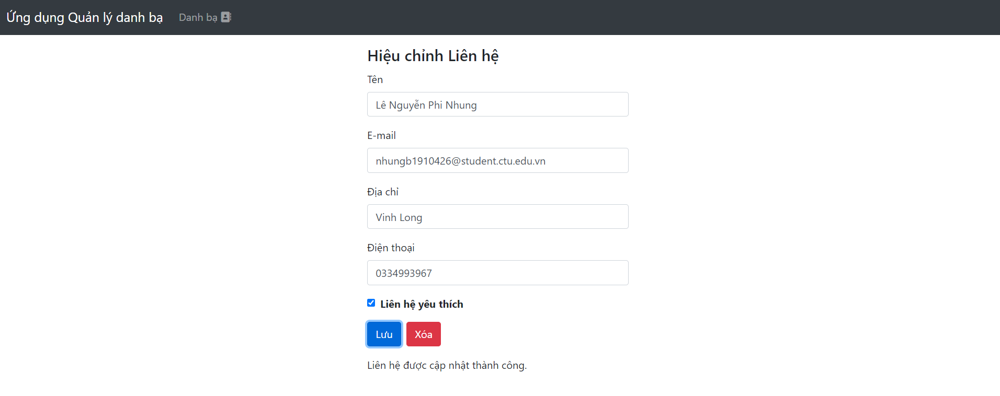 Ứng dụng Quản lý danh bạ Danh bạ
Hiệu chỉnh Liên hệ
Tên
Lê Nguyễn Phi Nhung
E-mail
nhungb1910426@student.ctu.edu.vn
Địa chỉ
Vinh Long
Điện thoại
0334993967
Liên hệ yêu thích
Lưu Xóa
Liên hệ được cập nhật thành công.